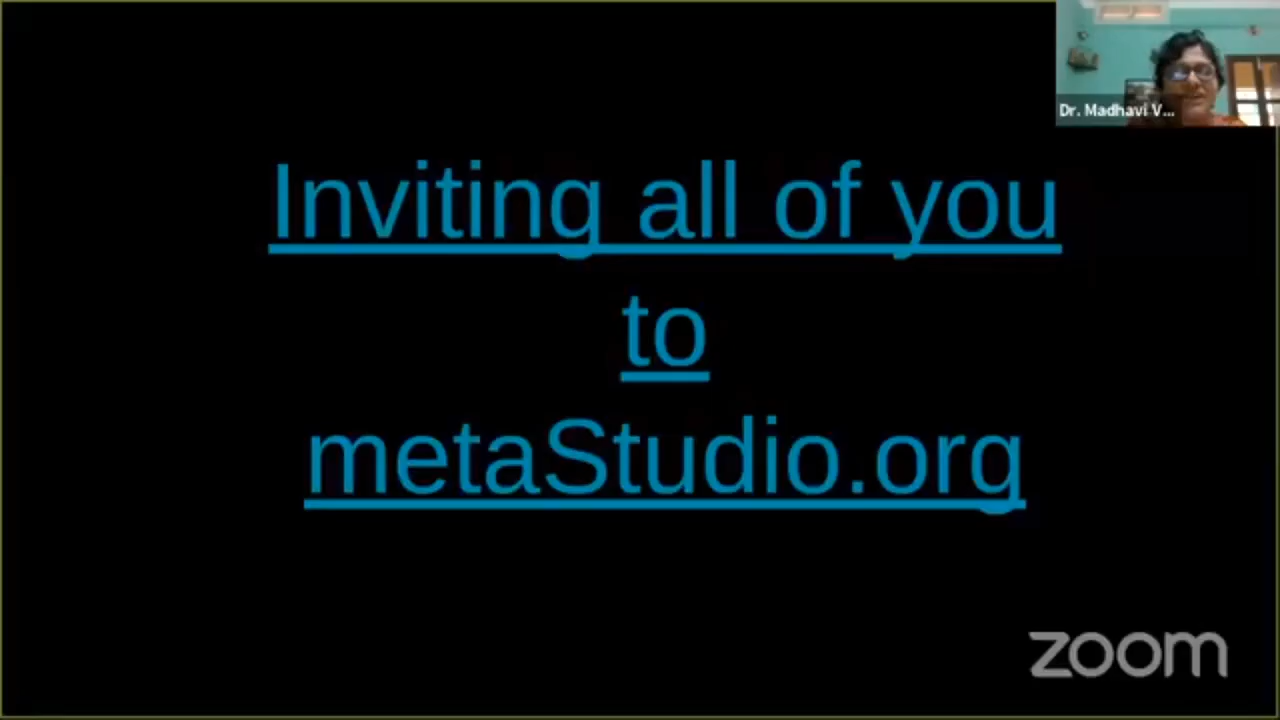 Dr. Madhavi V...
Inviting all of you
to
metaStudio.org
zoom